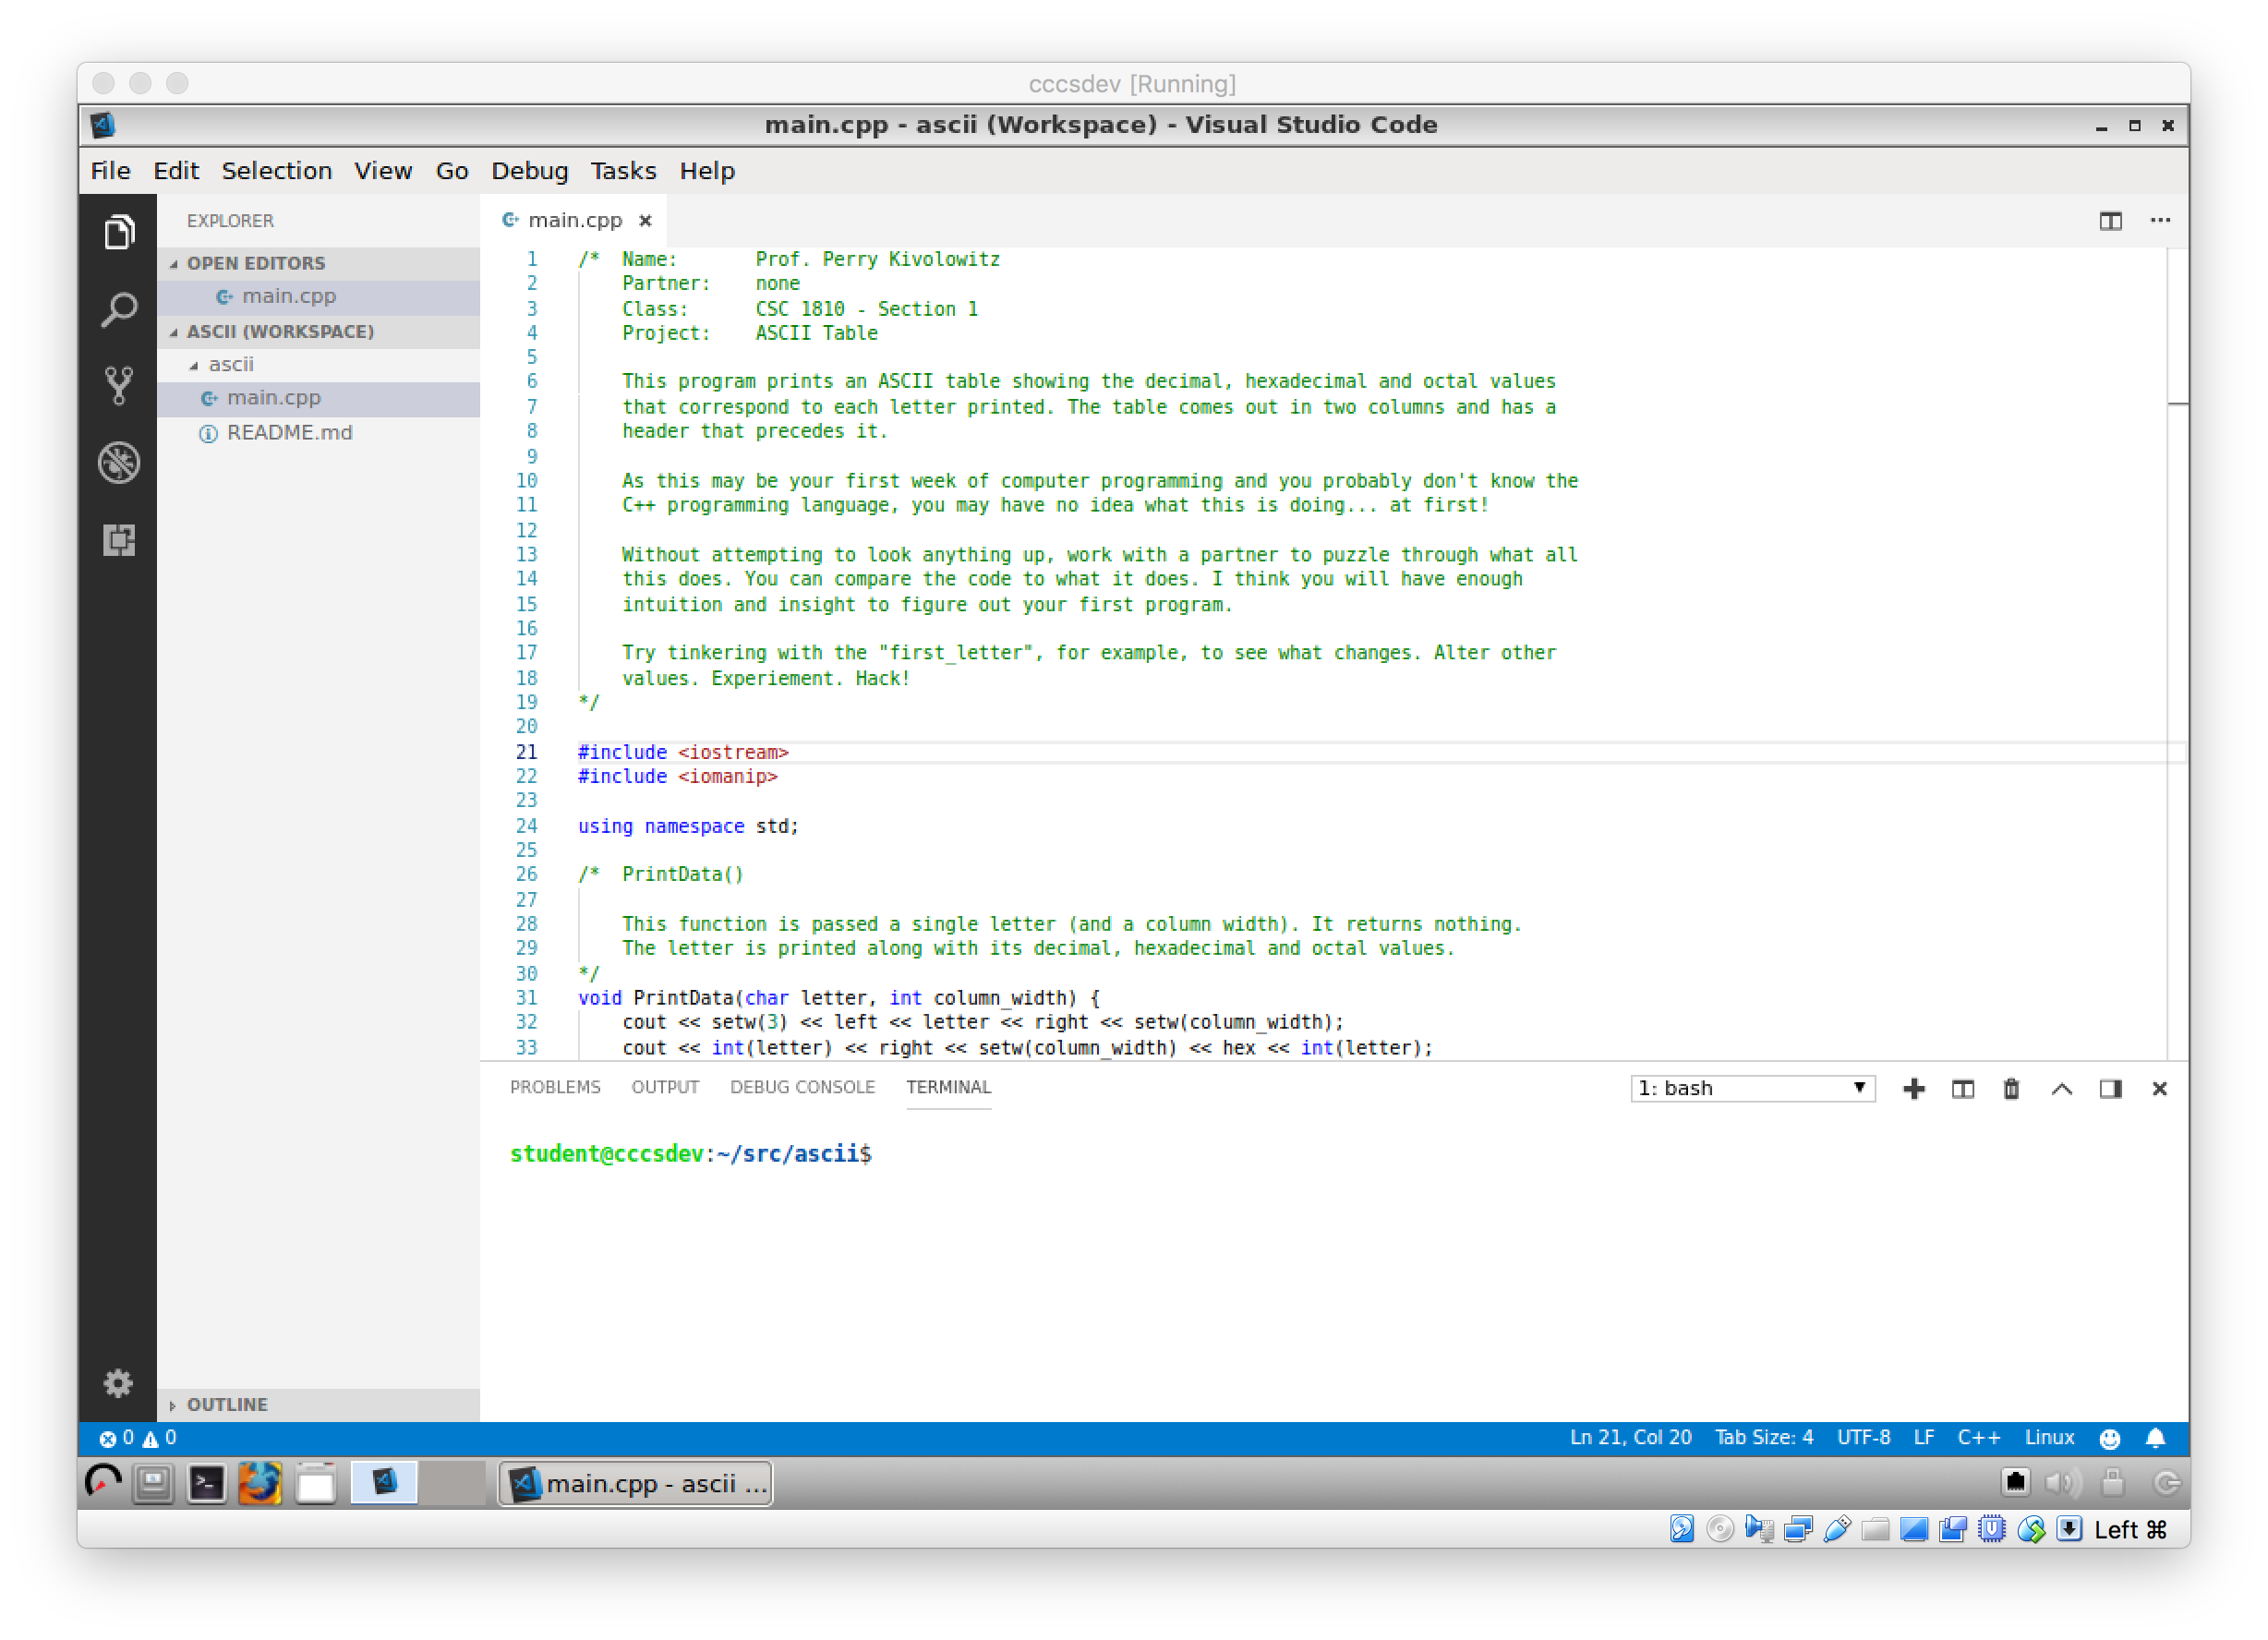 cccsdev [Running]
main.cpp - ascii (Workspace) - Visual Studio Code
File Edit Selection View Go Debug Tasks Help
EXPLORER
OPEN EDITORS
main.cpp
ASCII (WORKSPACE)
ascii
main.cpp
README.md
OUTLINE
main.cpp
1 /* Name: Prof. Perry Kivolowitz
2 Partner: none
3 Class: CSC 1810 - Section 1
4 Project: ASCII Table
5
6 This program prints an ASCII table showing the decimal, hexadecimal and octal values
7 that correspond to each letter printed. The table comes out in two columns and has a
8 header that precedes it.
9
10 As this may be your first week of computer programming and you probably don't know the
11 C++ programming language, you may have no idea what this is doing... at first!
12
13 Without attempting to look anything up, work with a partner to puzzle through what all
14 this does. You can compare the code to what it does. I think you will have enough
15 intuition and insight to figure out your first program.
16
17 Try tinkering with the "first_letter", for example, to see what changes. Alter other
18 values. Experiement. Hack!
19 */
20
21 #include <iostream>
22 #include <iomanip>
23
24 using namespace std;
25
26 /* PrintData()
27
28 This function is passed a single letter (and a column width). It returns nothing.
29 The letter is printed along with its decimal, hexadecimal and octal values.
30 */
31 void PrintData(char letter, int column_width) {
32 cout << setw(3) << left << letter << right << setw(column_width);
33 cout << int(letter) << right << setw(column_width) << hex << int(letter);
PROBLEMS OUTPUT DEBUG CONSOLE TERMINAL 1: bash
student@cccsdev:~/src/ascii$
0 0 Ln 21, Col 20 Tab Size: 4 UTF-8 LF C++ Linux
main.cpp - ascii ...
Left ⌘